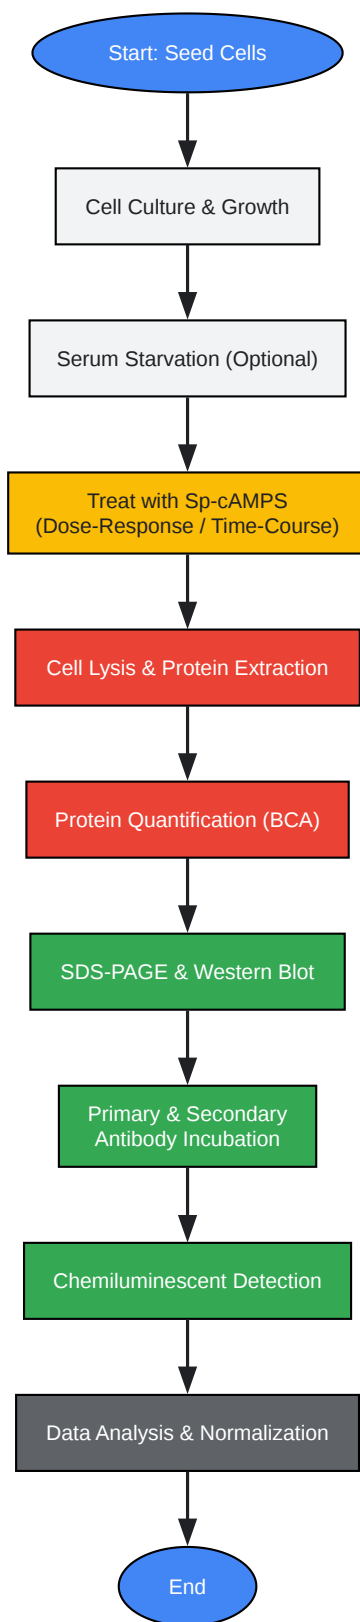 Start: Seed Cells
Cell Culture & Growth
Serum Starvation (Optional)
Treat with Sp-cAMPS
(Dose-Response / Time-Course)
Cell Lysis & Protein Extraction
Protein Quantification (BCA)
SDS-PAGE & Western Blot
Primary & Secondary
Antibody Incubation
Chemiluminescent Detection
Data Analysis & Normalization
End